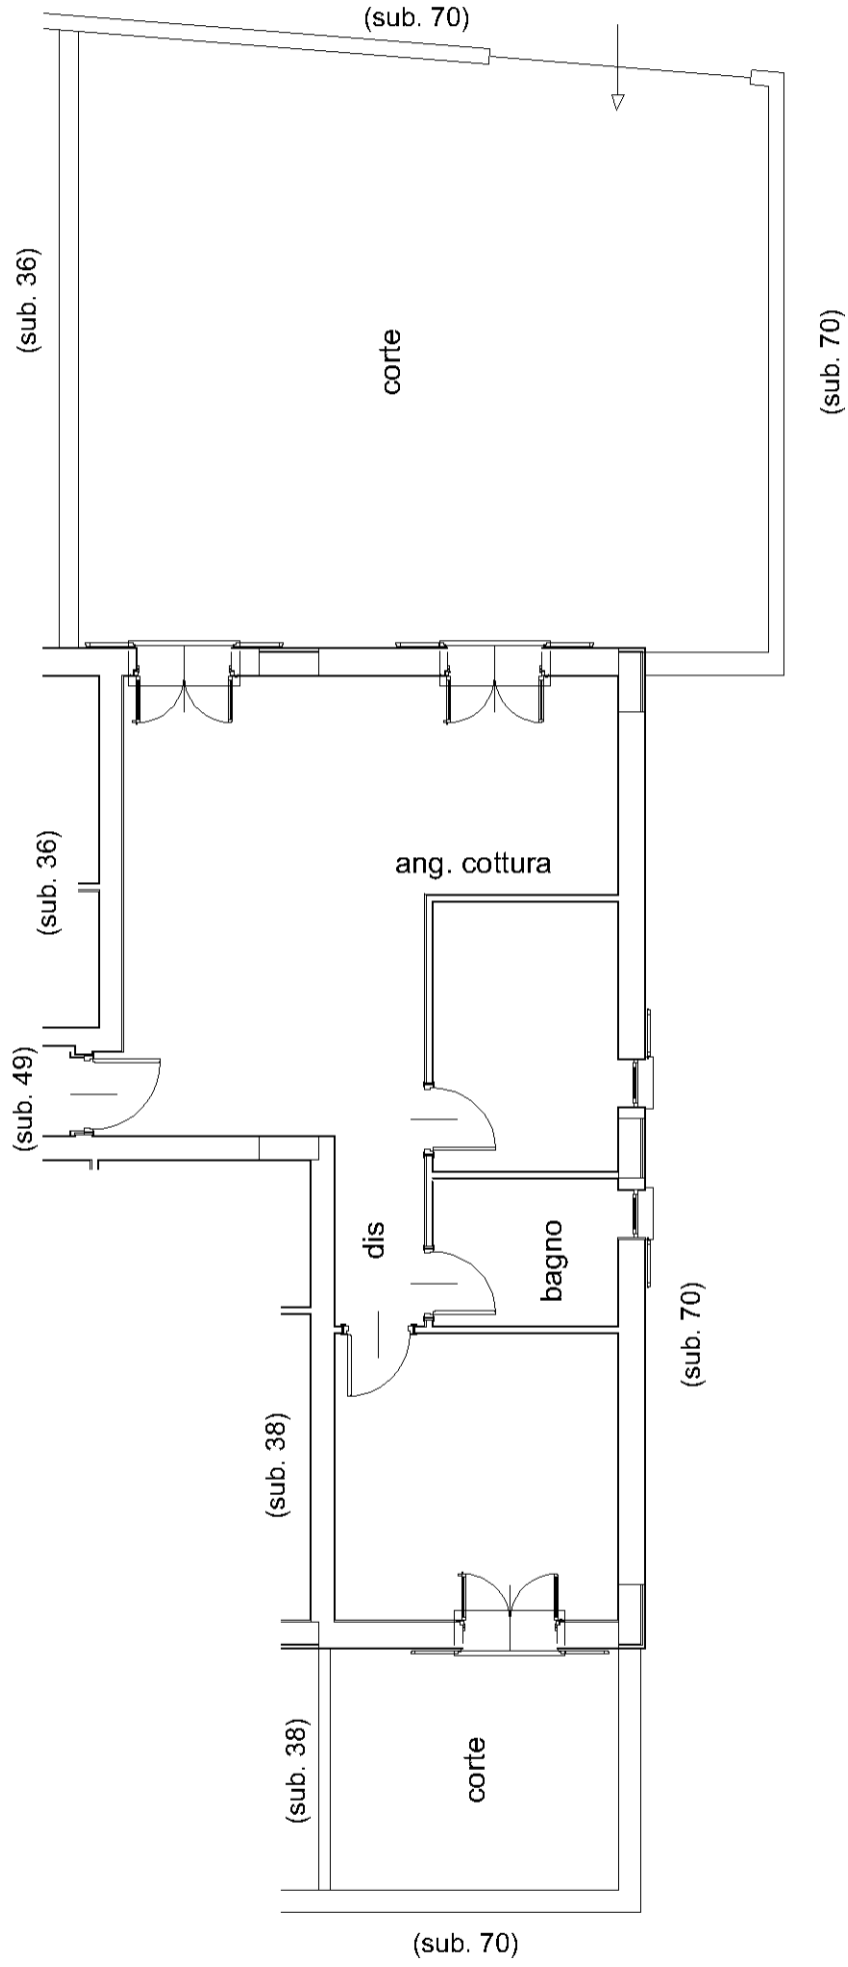 (sub. 70)
(sub. 36)
(sub. 70)
corte
ang. cottura
(sub. 36)
(sub. 49)
dis
bagno
(sub. 70)
(sub. 38)
(sub. 38)
corte
(sub. 70)